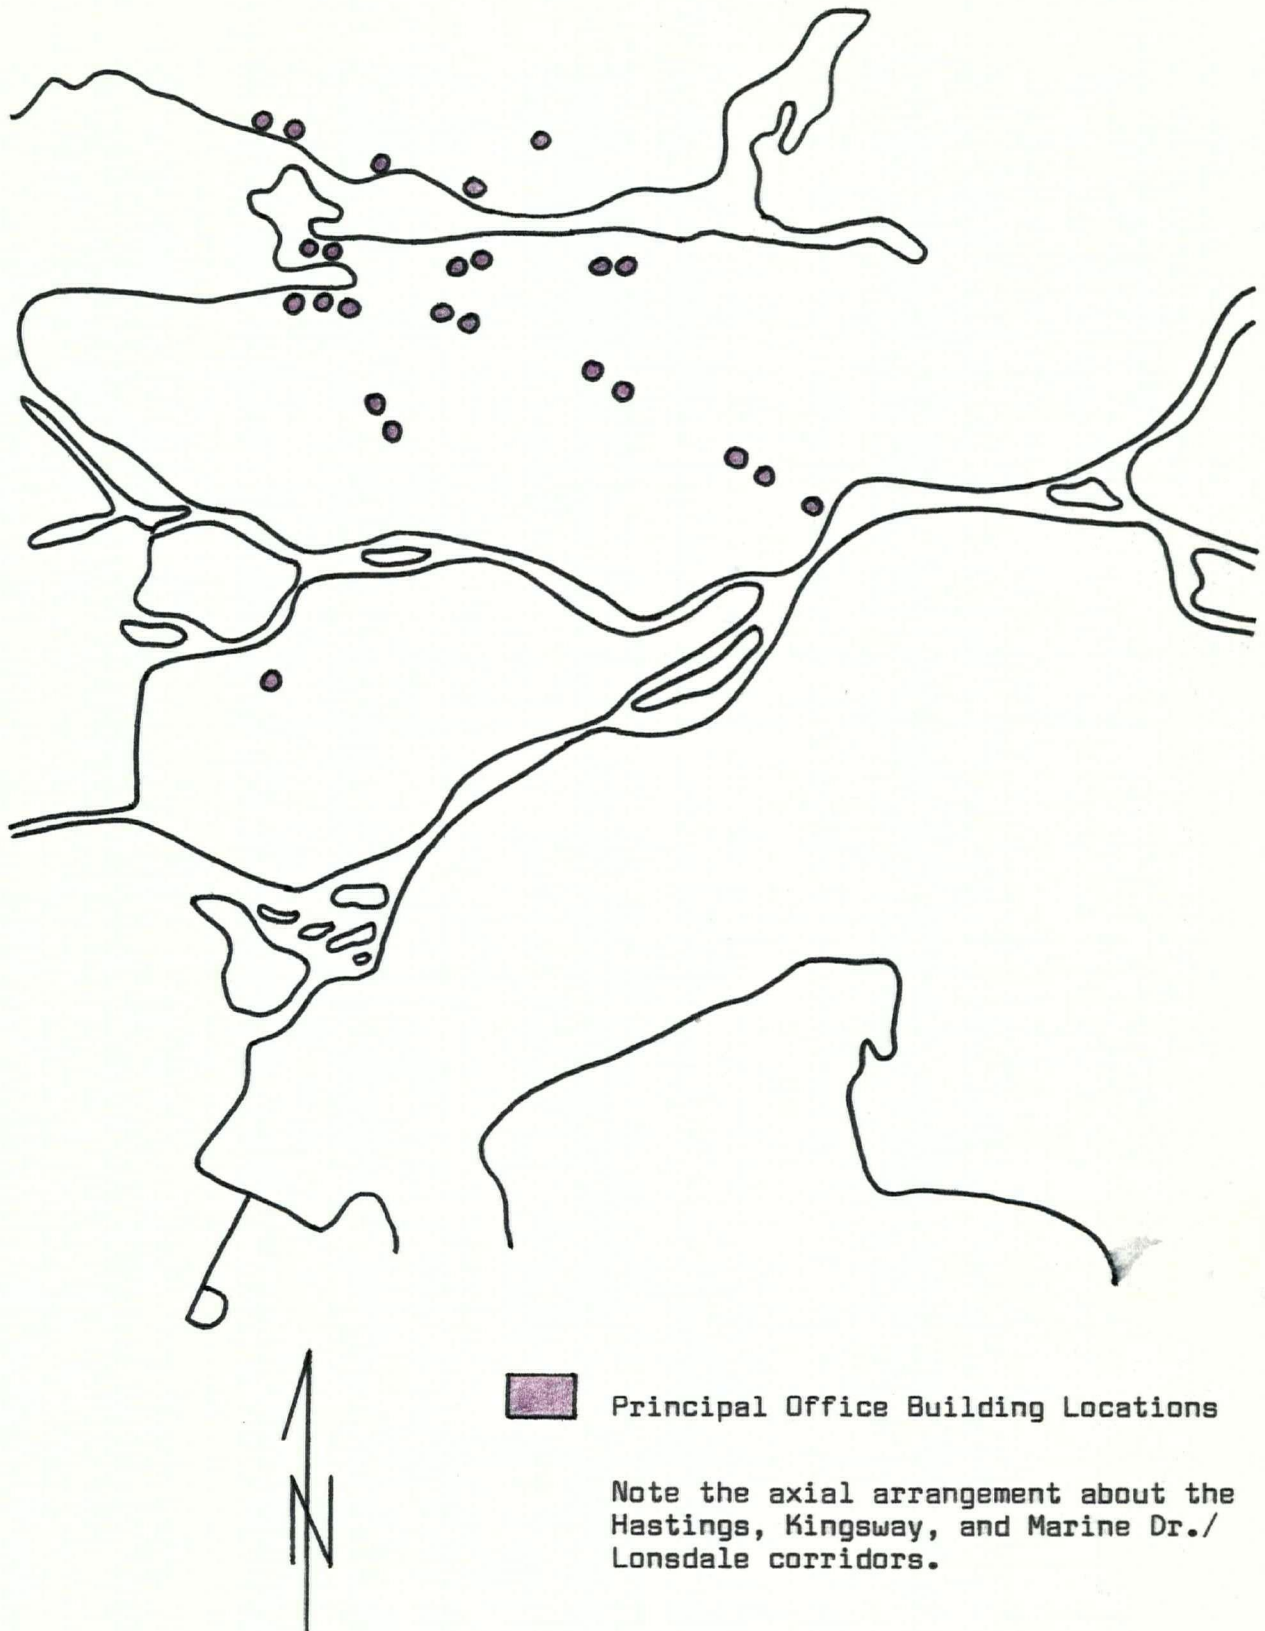 N
Principal Office Building Locations
Note the axial arrangement about the
Hastings, Kingsway, and Marine Dr./
Lonsdale corridors.